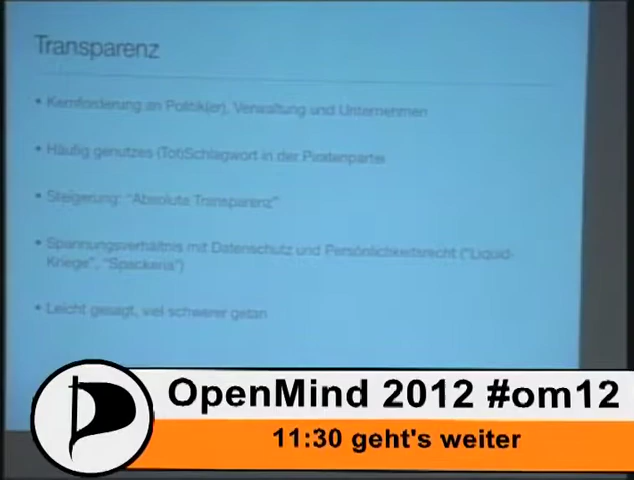 Transparenz
• Kernforderung an Politik(er), Verwaltung und Unternehmen
• Häufig genutzes (Tot)Schlagwort in der Piratenpartei
• Steigerung: "Absolute Transparenz"
• Spannungsverhältnis mit Datenschutz und Persönlichkeitsrecht ("Liquid-
Kriege", "Spackeria")
• Leicht gesagt, viel schwerer getan
OpenMind 2012 #om12
11:30 geht's weiter